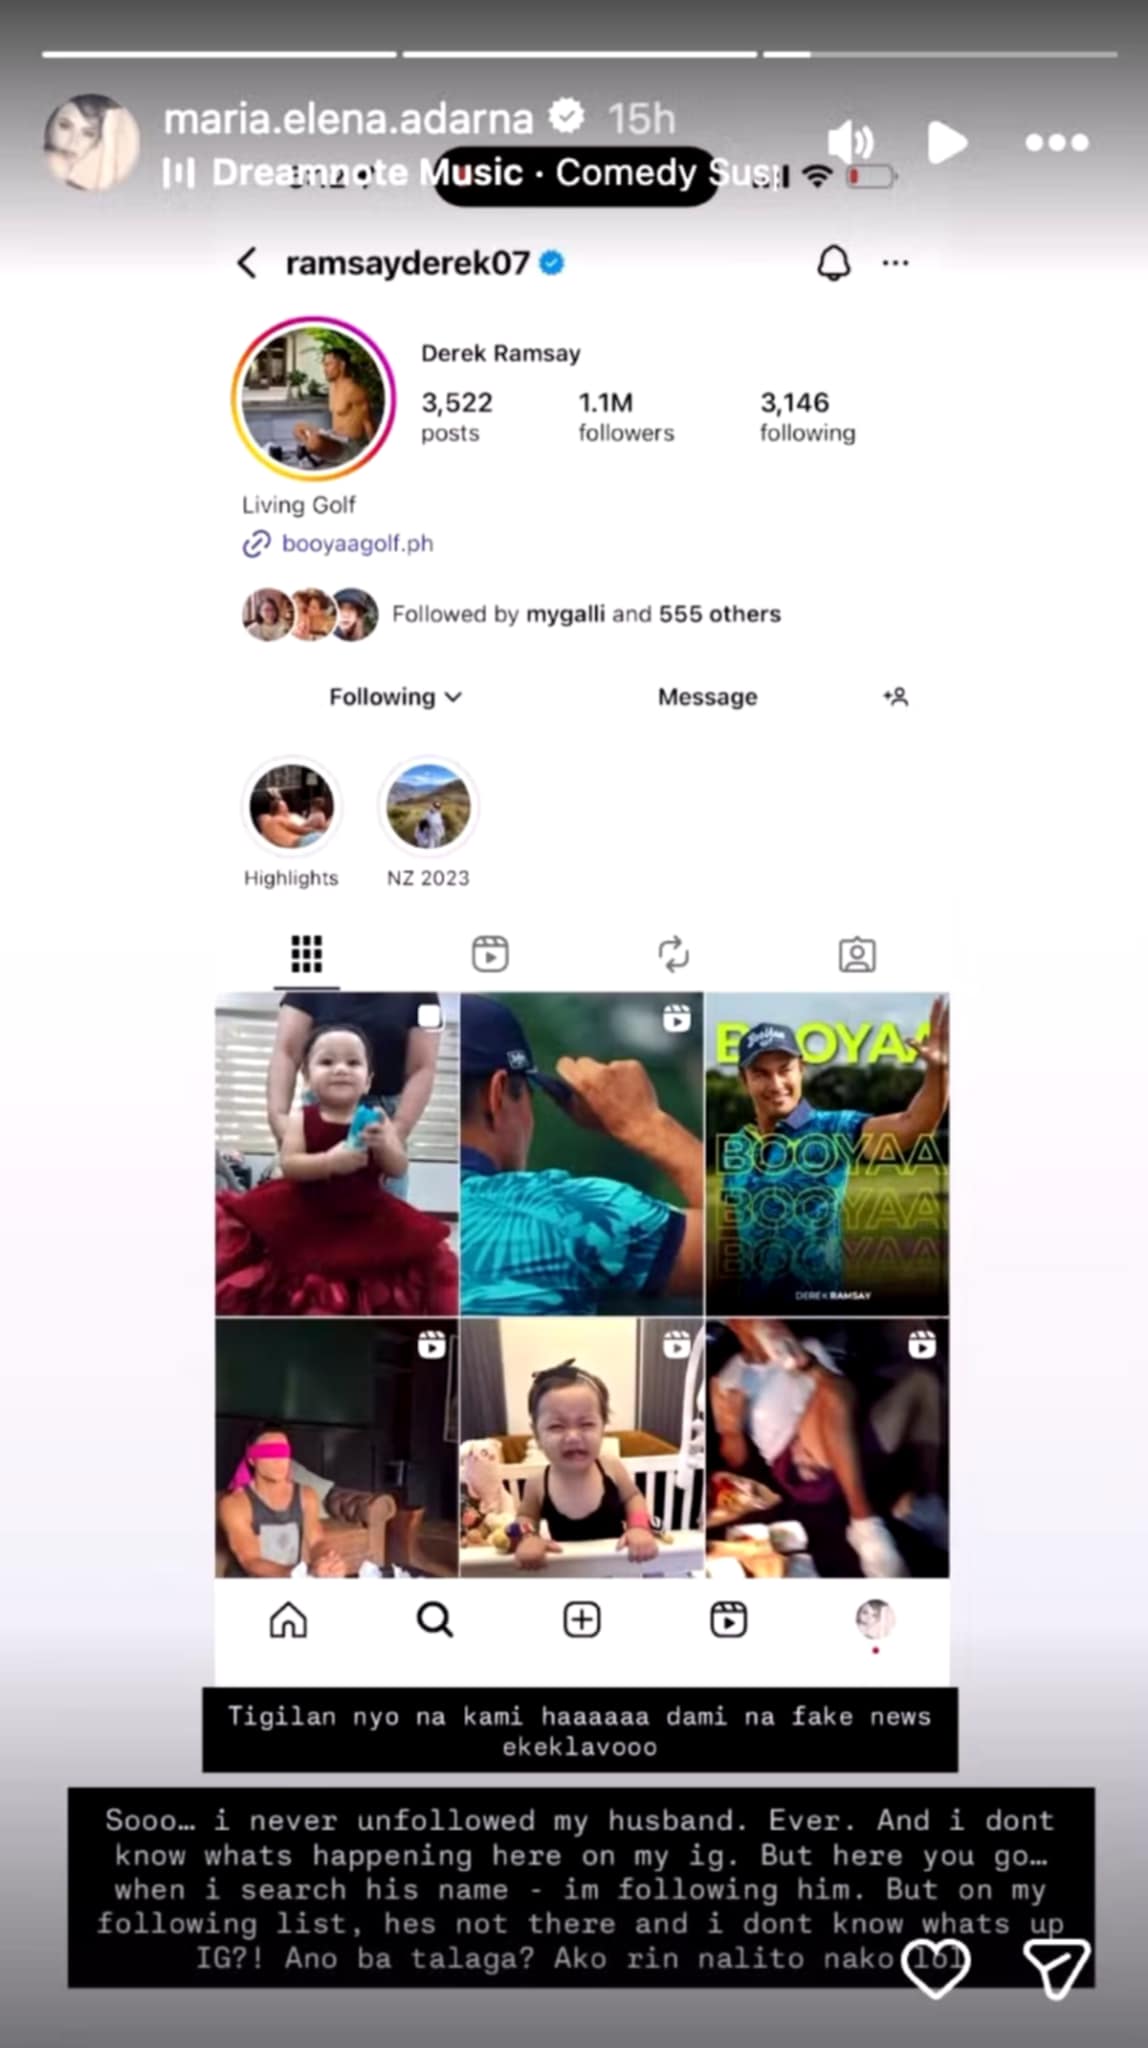 maria.elena.adarna 15h
Dreamnote Music · Comedy Susp
ramsayderek07
Derek Ramsay
3,522 1.1M 3,146
posts followers following
Living Golf
booyaagolf.ph
Followed by mygalli and 555 others
Following Message
Highlights NZ 2023
BOOYAA
BOOYAA
BOOYAA
BOOYAA
DEREK RAMSAY
Tigilan nyo na kami haaaaaa dami na fake news
ekeklavooo
Sooo… i never unfollowed my husband. Ever. And i dont
know whats happening here on my ig. But here you go…
when i search his name - im following him. But on my
following list, hes not there and i dont know whats up
IG?! Ano ba talaga? Ako rin nalito nako lol